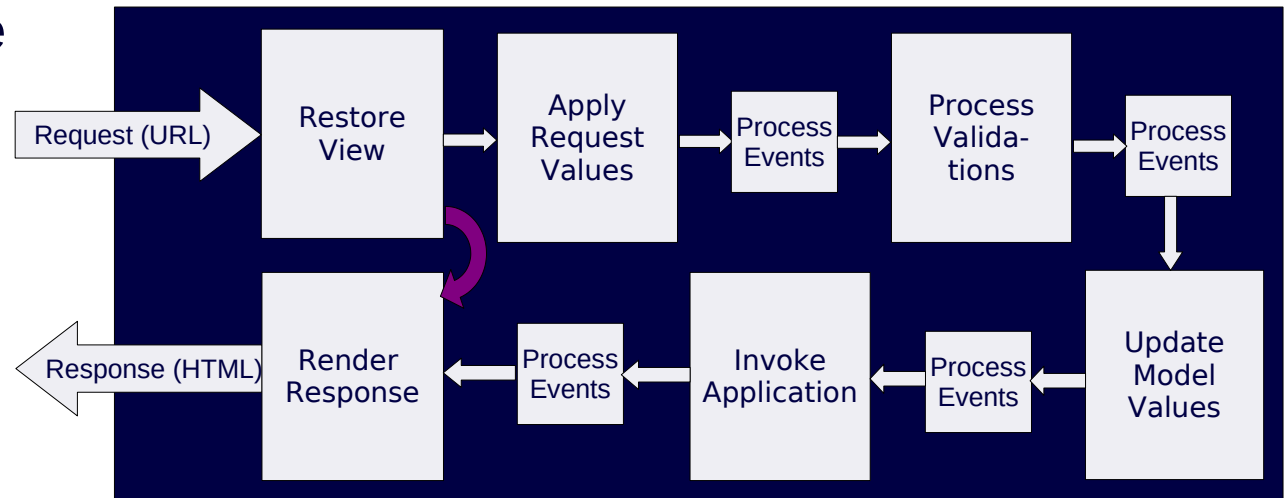 e
Request (URL)
Restore
View
Apply
Request
Values
Process
Events
Process
Valida-
tions
Process
Events
Update
Model
Values
Process
Events
Invoke
Application
Process
Events
Render
Response
Response (HTML)